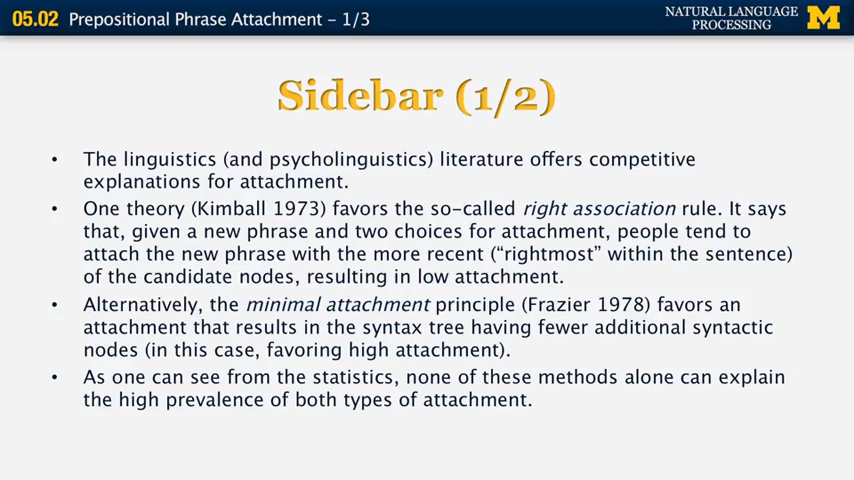 05.02 Prepositional Phrase Attachment – 1/3
NATURAL LANGUAGE
PROCESSING
M
Sidebar (1/2)
• The linguistics (and psycholinguistics) literature offers competitive
explanations for attachment.
• One theory (Kimball 1973) favors the so-called right association rule. It says
that, given a new phrase and two choices for attachment, people tend to
attach the new phrase with the more recent (“rightmost” within the sentence)
of the candidate nodes, resulting in low attachment.
• Alternatively, the minimal attachment principle (Frazier 1978) favors an
attachment that results in the syntax tree having fewer additional syntactic
nodes (in this case, favoring high attachment).
• As one can see from the statistics, none of these methods alone can explain
the high prevalence of both types of attachment.